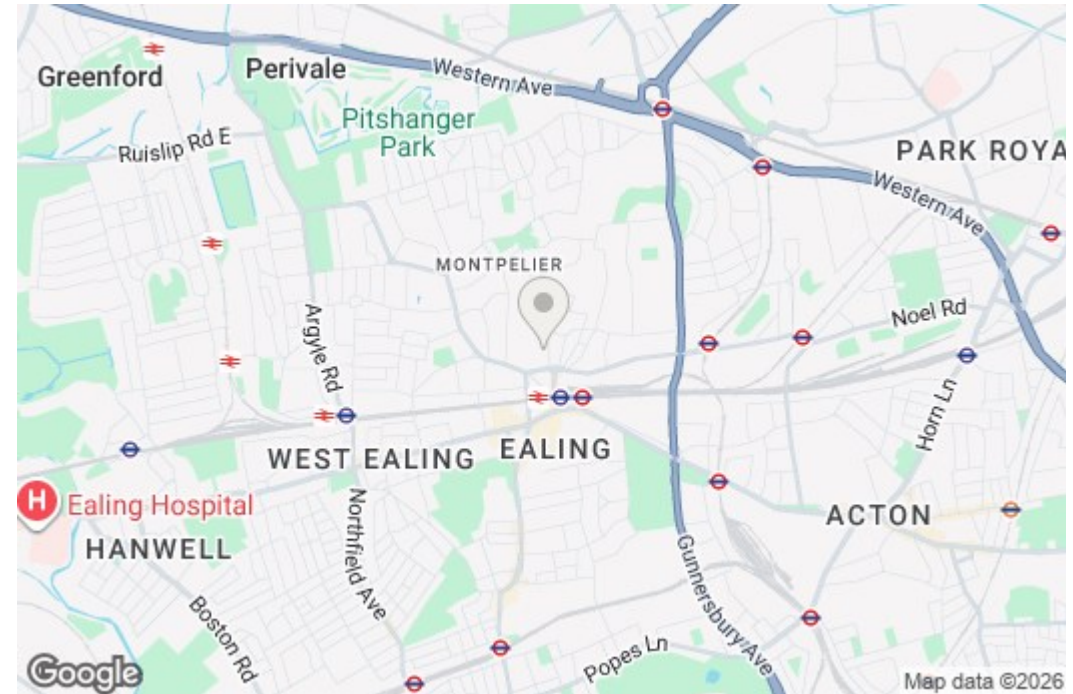 Greenford
Perivale
Western Ave
Pitshanger
Park
Ruislip Rd E
PARK ROYA
Western Ave
MONTPELIER
Argyle Rd
Noel Rd
Horn Ln
WEST EALING
EALING
H
Ealing Hospital
HANWELL
Northfield Ave
ACTON
Gunnersbury Ave
Boston Rd
Popes Ln
Google
Map data ©2026